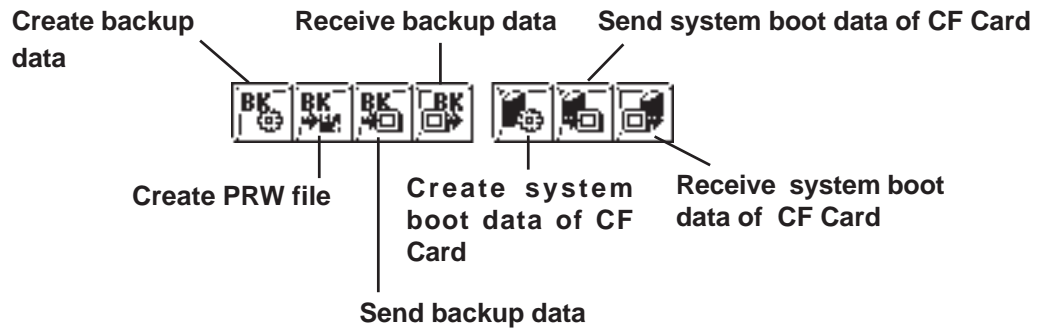 Create backup
data
Receive backup data
Send system boot data of CF Card
BK
BK
BK
BK
Create PRW file
Create system
boot data of CF
Card
Receive system boot
data of CF Card
Send backup data